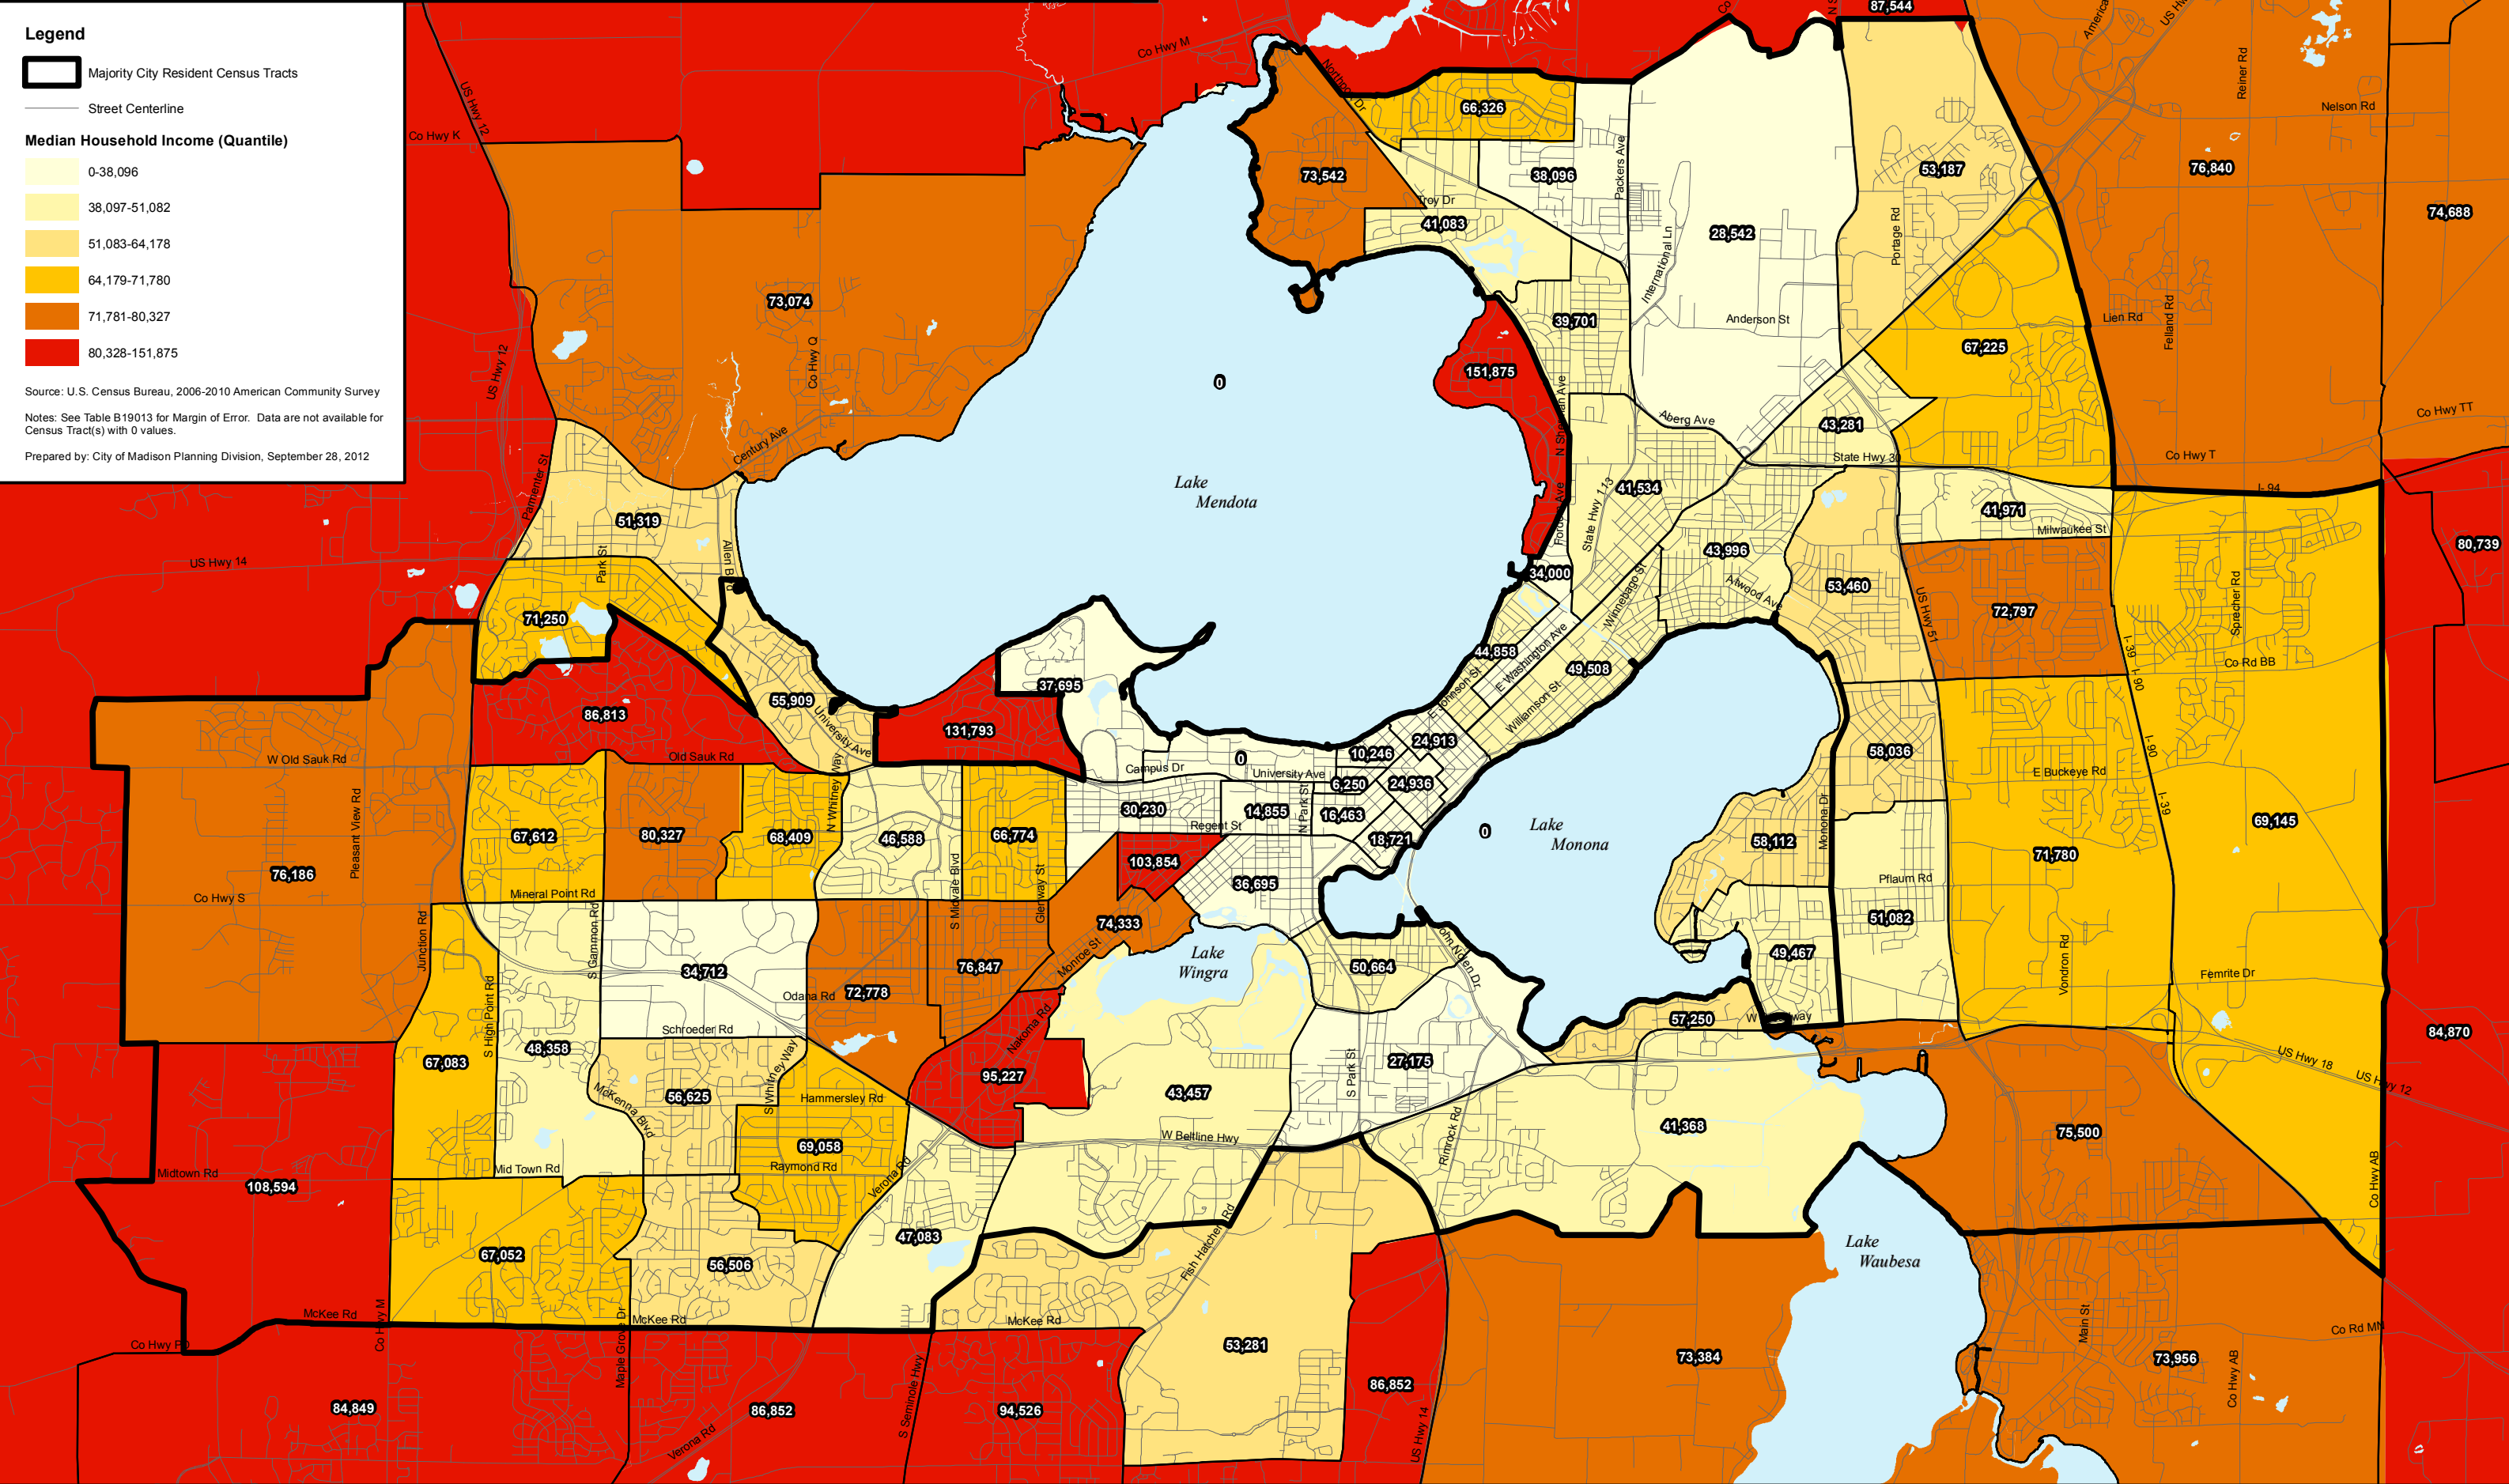 Legend
Majority City Resident Census Tracts
Street Centerline
Median Household Income (Quantile)
0-38,096
38,097-51,082
51,083-64,178
64,179-71,780
71,781-80,327
80,328-151,875
Source: U.S. Census Bureau, 2006-2010 American Community Survey
Notes: See Table B19013 for Margin of Error. Data are not available for
Census Tract(s) with 0 values.
Prepared by: City of Madison Planning Division, September 28, 2012
87,544
Co Hwy M
US Hwy 12
Co Hwy K
Northport Dr
66,326
Packers Ave
Reiner Rd
Nelson Rd
73,542
38,096
53,187
76,840
74,688
Troy Dr
41,083
28,542
Portage Rd
International Ln
73,074
Co Hwy Q
39,701
Anderson St
Lien Rd
Felland Rd
67,225
US Hwy 12
151,875
0
N Sherman Ave
Aberg Ave
43,281
Co Hwy TT
Century Ave
State Hwy 30
Co Hwy T
Parmenter St
Lake
Mendota
41,534
State Hwy 113
I- 94
51,319
41,971
Milwaukee St
43,996
80,739
US Hwy 14
Park St
34,000
Atwood Ave
53,460
US Hwy 51
72,797
Sprecher Rd
71,250
Winnebago St
44,858
E Washington Ave
49,508
I- 39
I- 90
Co Rd BB
37,695
86,813
55,909
University Ave
131,793
E Johnson St
Williamson St
W Old Sauk Rd
Old Sauk Rd
Campus Dr
0
University Ave
10,246
24,913
58,036
I- 90
E Buckeye Rd
Pleasant View Rd
N Whitney Way
6,250
24,936
I- 39
67,612
80,327
68,409
46,588
66,774
30,230
14,855
N Park St
16,463
18,721
0
Lake
Monona
58,112
Monona Dr
69,145
Regent St
S Midvale Blvd
Glenway St
103,854
71,780
76,186
Co Hwy S
Mineral Point Rd
36,695
Pflaum Rd
51,082
Junction Rd
S Gammon Rd
74,333
Monroe St
Lake
Wingra
John Nolen Dr
50,664
49,467
Vondron Rd
Femrite Dr
34,712
76,847
72,778
Odana Rd
S High Point Rd
Schroeder Rd
Nakoma Rd
57,250
84,870
48,358
67,083
95,227
27,175
S Park St
US Hwy 18
US Hwy 12
McKenna Blvd
56,625
S Whitney Way
Hammersley Rd
43,457
41,368
Rimrock Rd
75,500
W Beltline Hwy
69,058
Raymond Rd
Verona Rd
Midtown Rd
Mid Town Rd
108,594
Co Hwy AB
47,083
67,052
56,506
Fish Hatchery Rd
Lake
Waubesa
McKee Rd
Co Hwy M
Maple Grove Dr
McKee Rd
McKee Rd
Main St
Co Rd MN
53,281
73,384
73,956
Co Hwy AB
86,852
84,849
86,852
S Seminole Hwy
94,526
Verona Rd
US Hwy 14